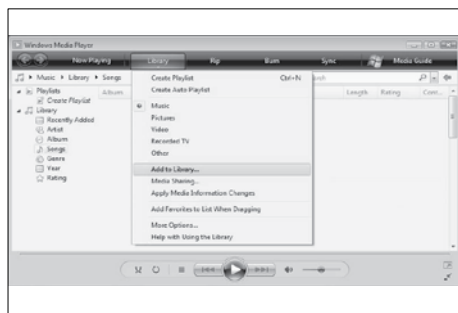 Windows Media Player
Now Playing Library Rip Burn Sync Media Guide
Music Library Songs
Playlists
Create Playlist
Library
Recently Added
Artist
Album
Songs
Genre
Year
Rating
Album
Create Playlist Ctrl+N
Create Auto Playlist
Music
Pictures
Video
Recorded TV
Other
Add to Library...
Media Sharing...
Apply Media Information Changes
Add Favorites to List When Dragging
More Options...
Help with Using the Library
Length Rating Con...